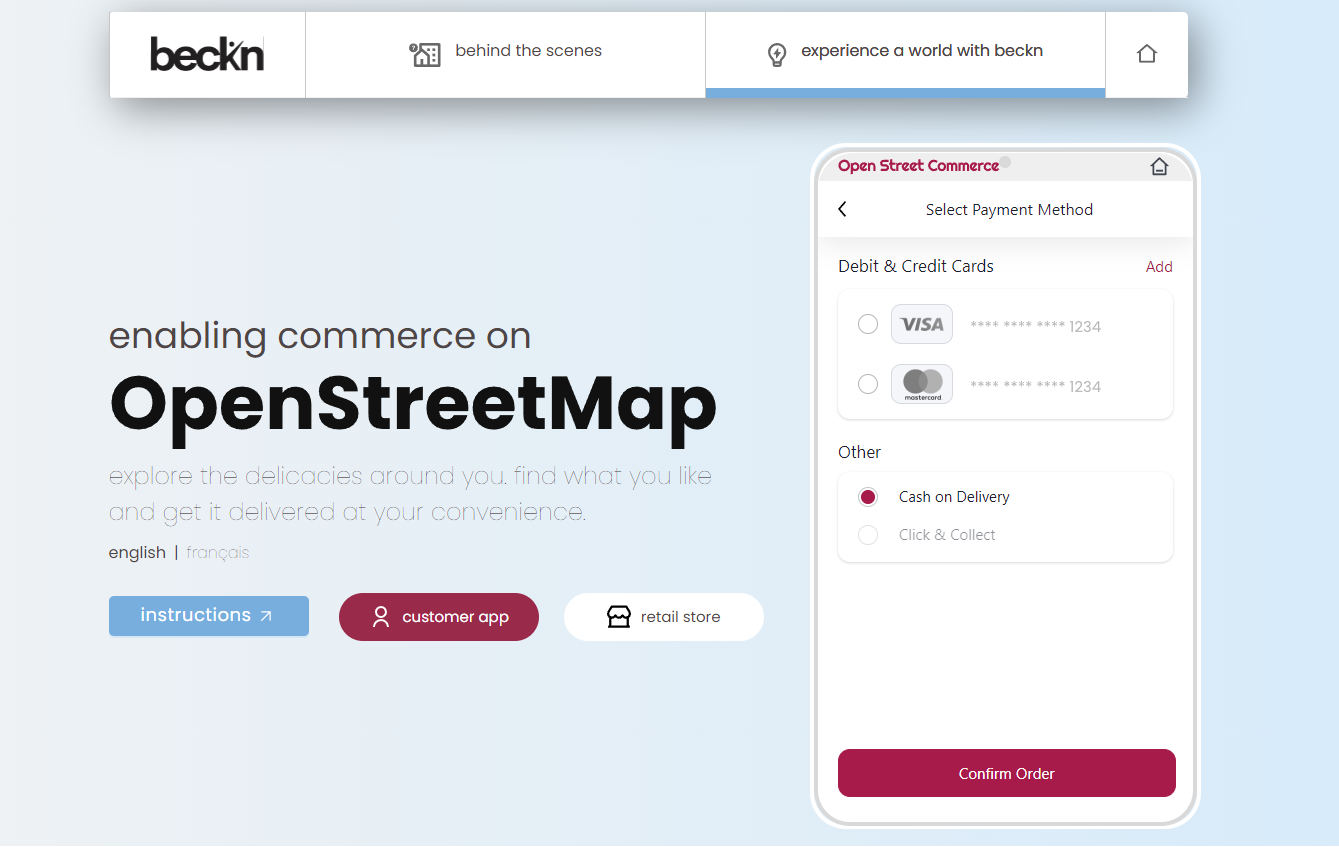 beckn
behind the scenes
experience a world with beckn
enabling commerce on
OpenStreetMap
explore the delicacies around you. find what you like
and get it delivered at your convenience.
english | français
instructions
customer app
retail store
Open Street Commerce
Select Payment Method
Debit & Credit Cards
Add
VISA
**** **** **** 1234
mastercard
**** **** **** 1234
Other
Cash on Delivery
Click & Collect
Confirm Order